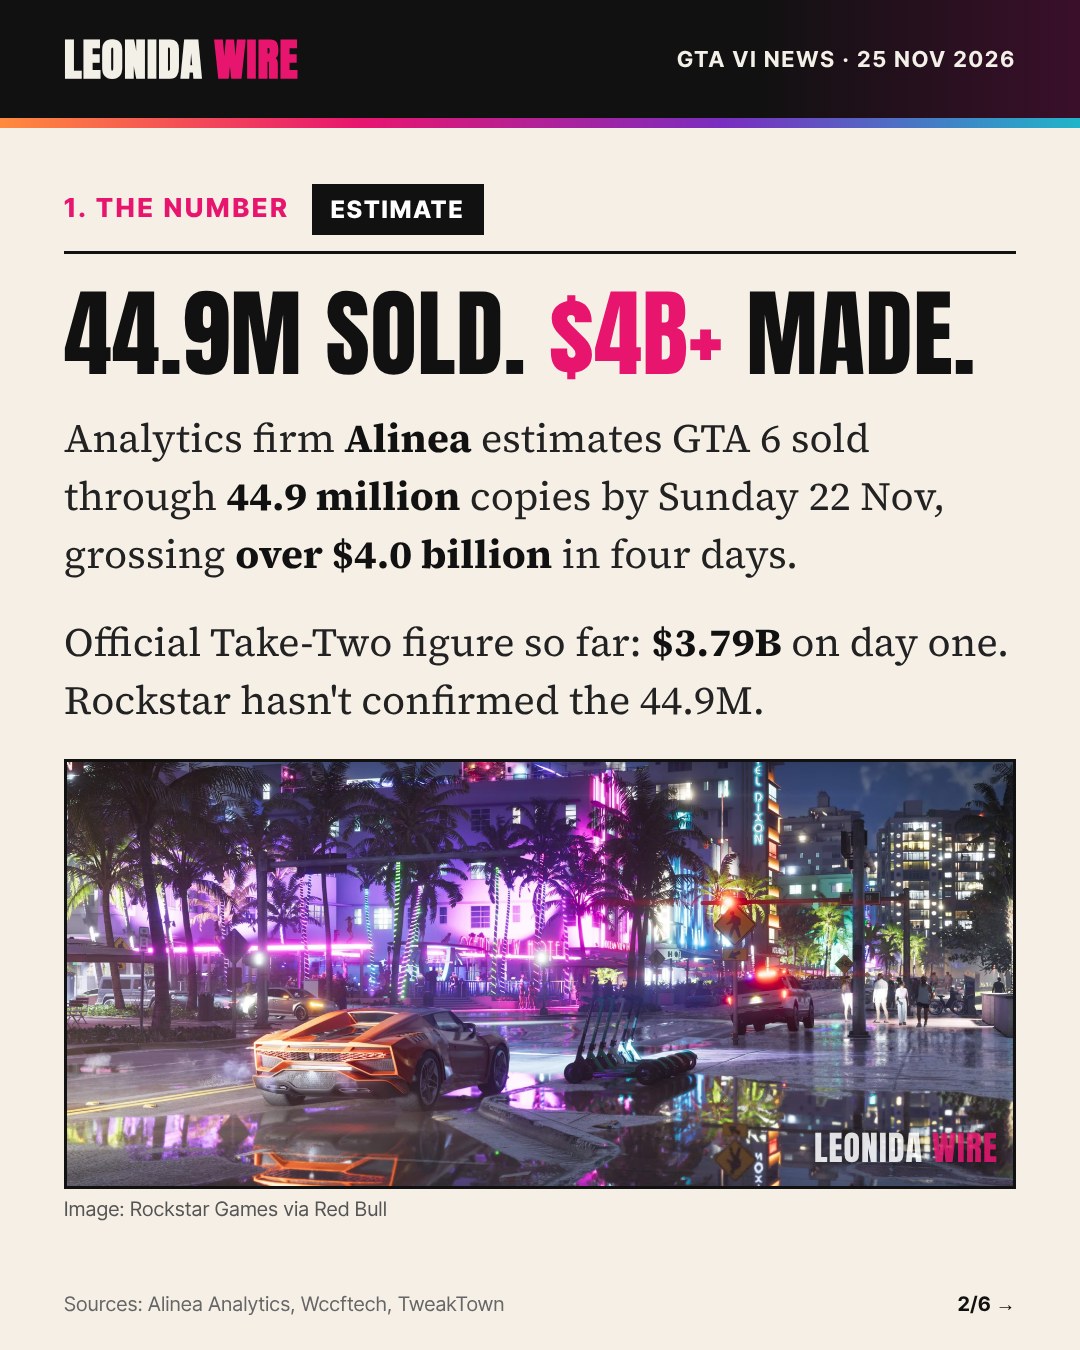 LEONIDA WIRE
GTA VI NEWS · 25 NOV 2026
1. THE NUMBER
ESTIMATE
44.9M SOLD. $4B+ MADE.
Analytics firm Alinea estimates GTA 6 sold
through 44.9 million copies by Sunday 22 Nov,
grossing over $4.0 billion in four days.
Official Take-Two figure so far: $3.79B on day one.
Rockstar hasn't confirmed the 44.9M.
EL DIXON
HOTEL
LEONIDA WIRE
Image: Rockstar Games via Red Bull
Sources: Alinea Analytics, Wccftech, TweakTown
2/6 →